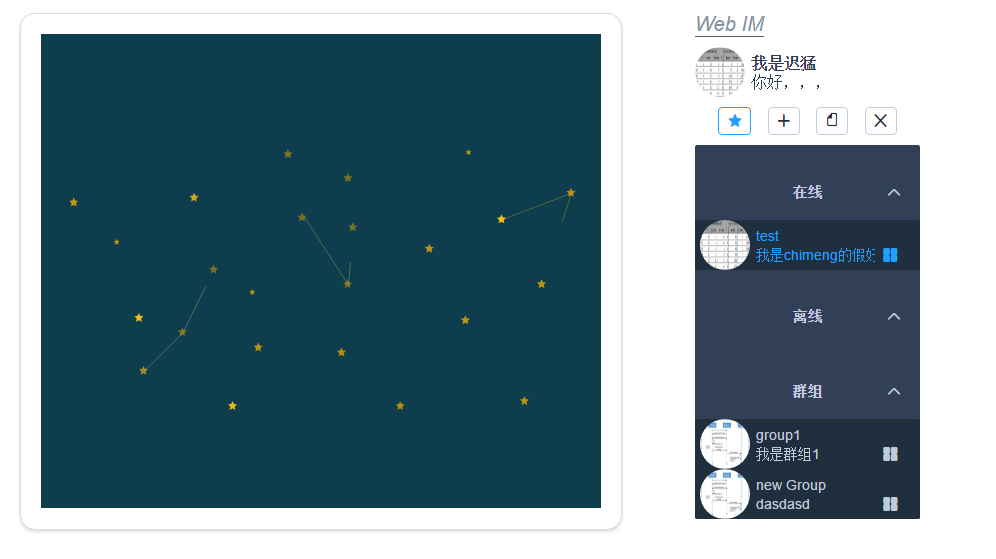 Web IM
我是迟猛
你好，，，
在线
test
我是chimeng的假好
离线
群组
group1
我是群组1
new Group
dasdasd